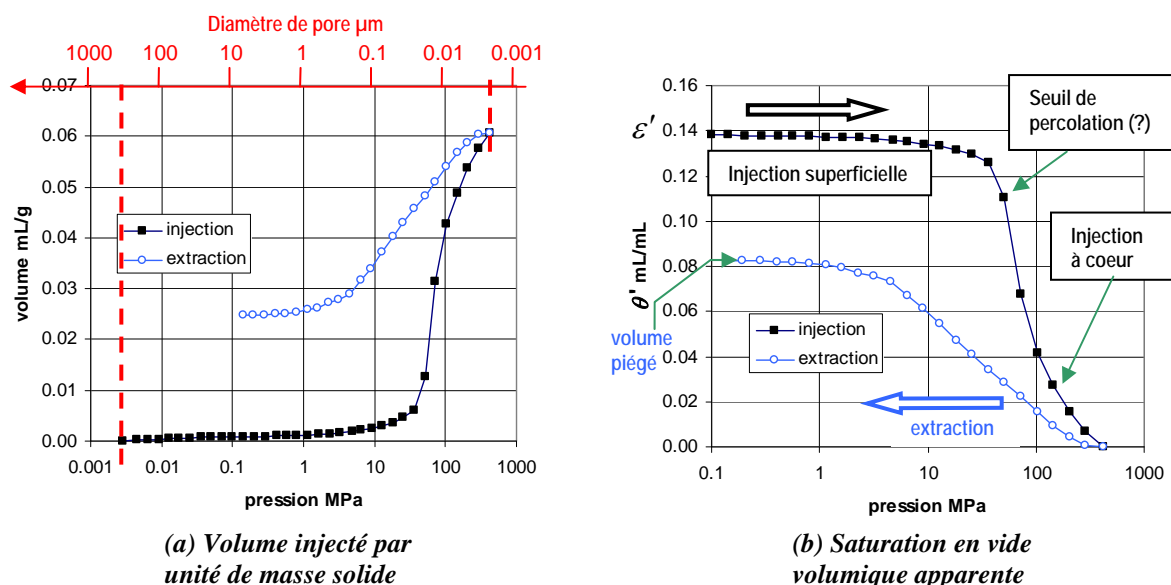 Diamètre de pore µm
1000 100 10 1 0.1 0.01 0.001
0.07
0.06
0.05
0.04
0.03
0.02
0.01
0.00
volume mL/g
injection
extraction
0.001 0.01 0.1 1 10 100 1000
pression MPa
(a) Volume injecté par
unité de masse solide
0.16
0.14
0.12
0.10
0.08
0.06
0.04
0.02
0.00
ε'
θ' mL/mL
Seuil de
percolation (?)
Injection superficielle
Injection
à coeur
volume
piégé
injection
extraction
extraction
0.1 1 10 100 1000
pression MPa
(b) Saturation en vide
volumique apparente